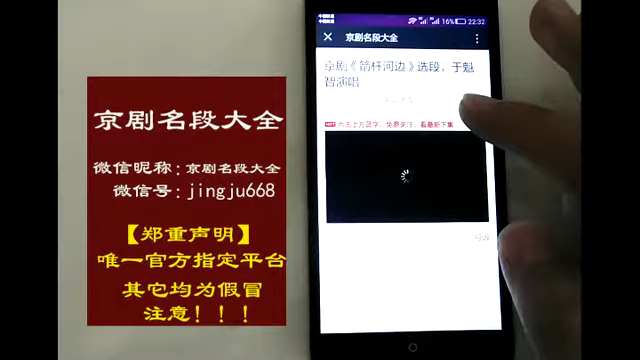 京剧名段大全
微信昵称：京剧名段大全
微信号：jingju668
【郑重声明】
唯一官方指定平台
其它均为假冒
注意！！！
16% 22:32
京剧名段大全
京剧《箭杆河边》选段，于魁
智演唱
点击上方蓝字，免费关注，看最新下集